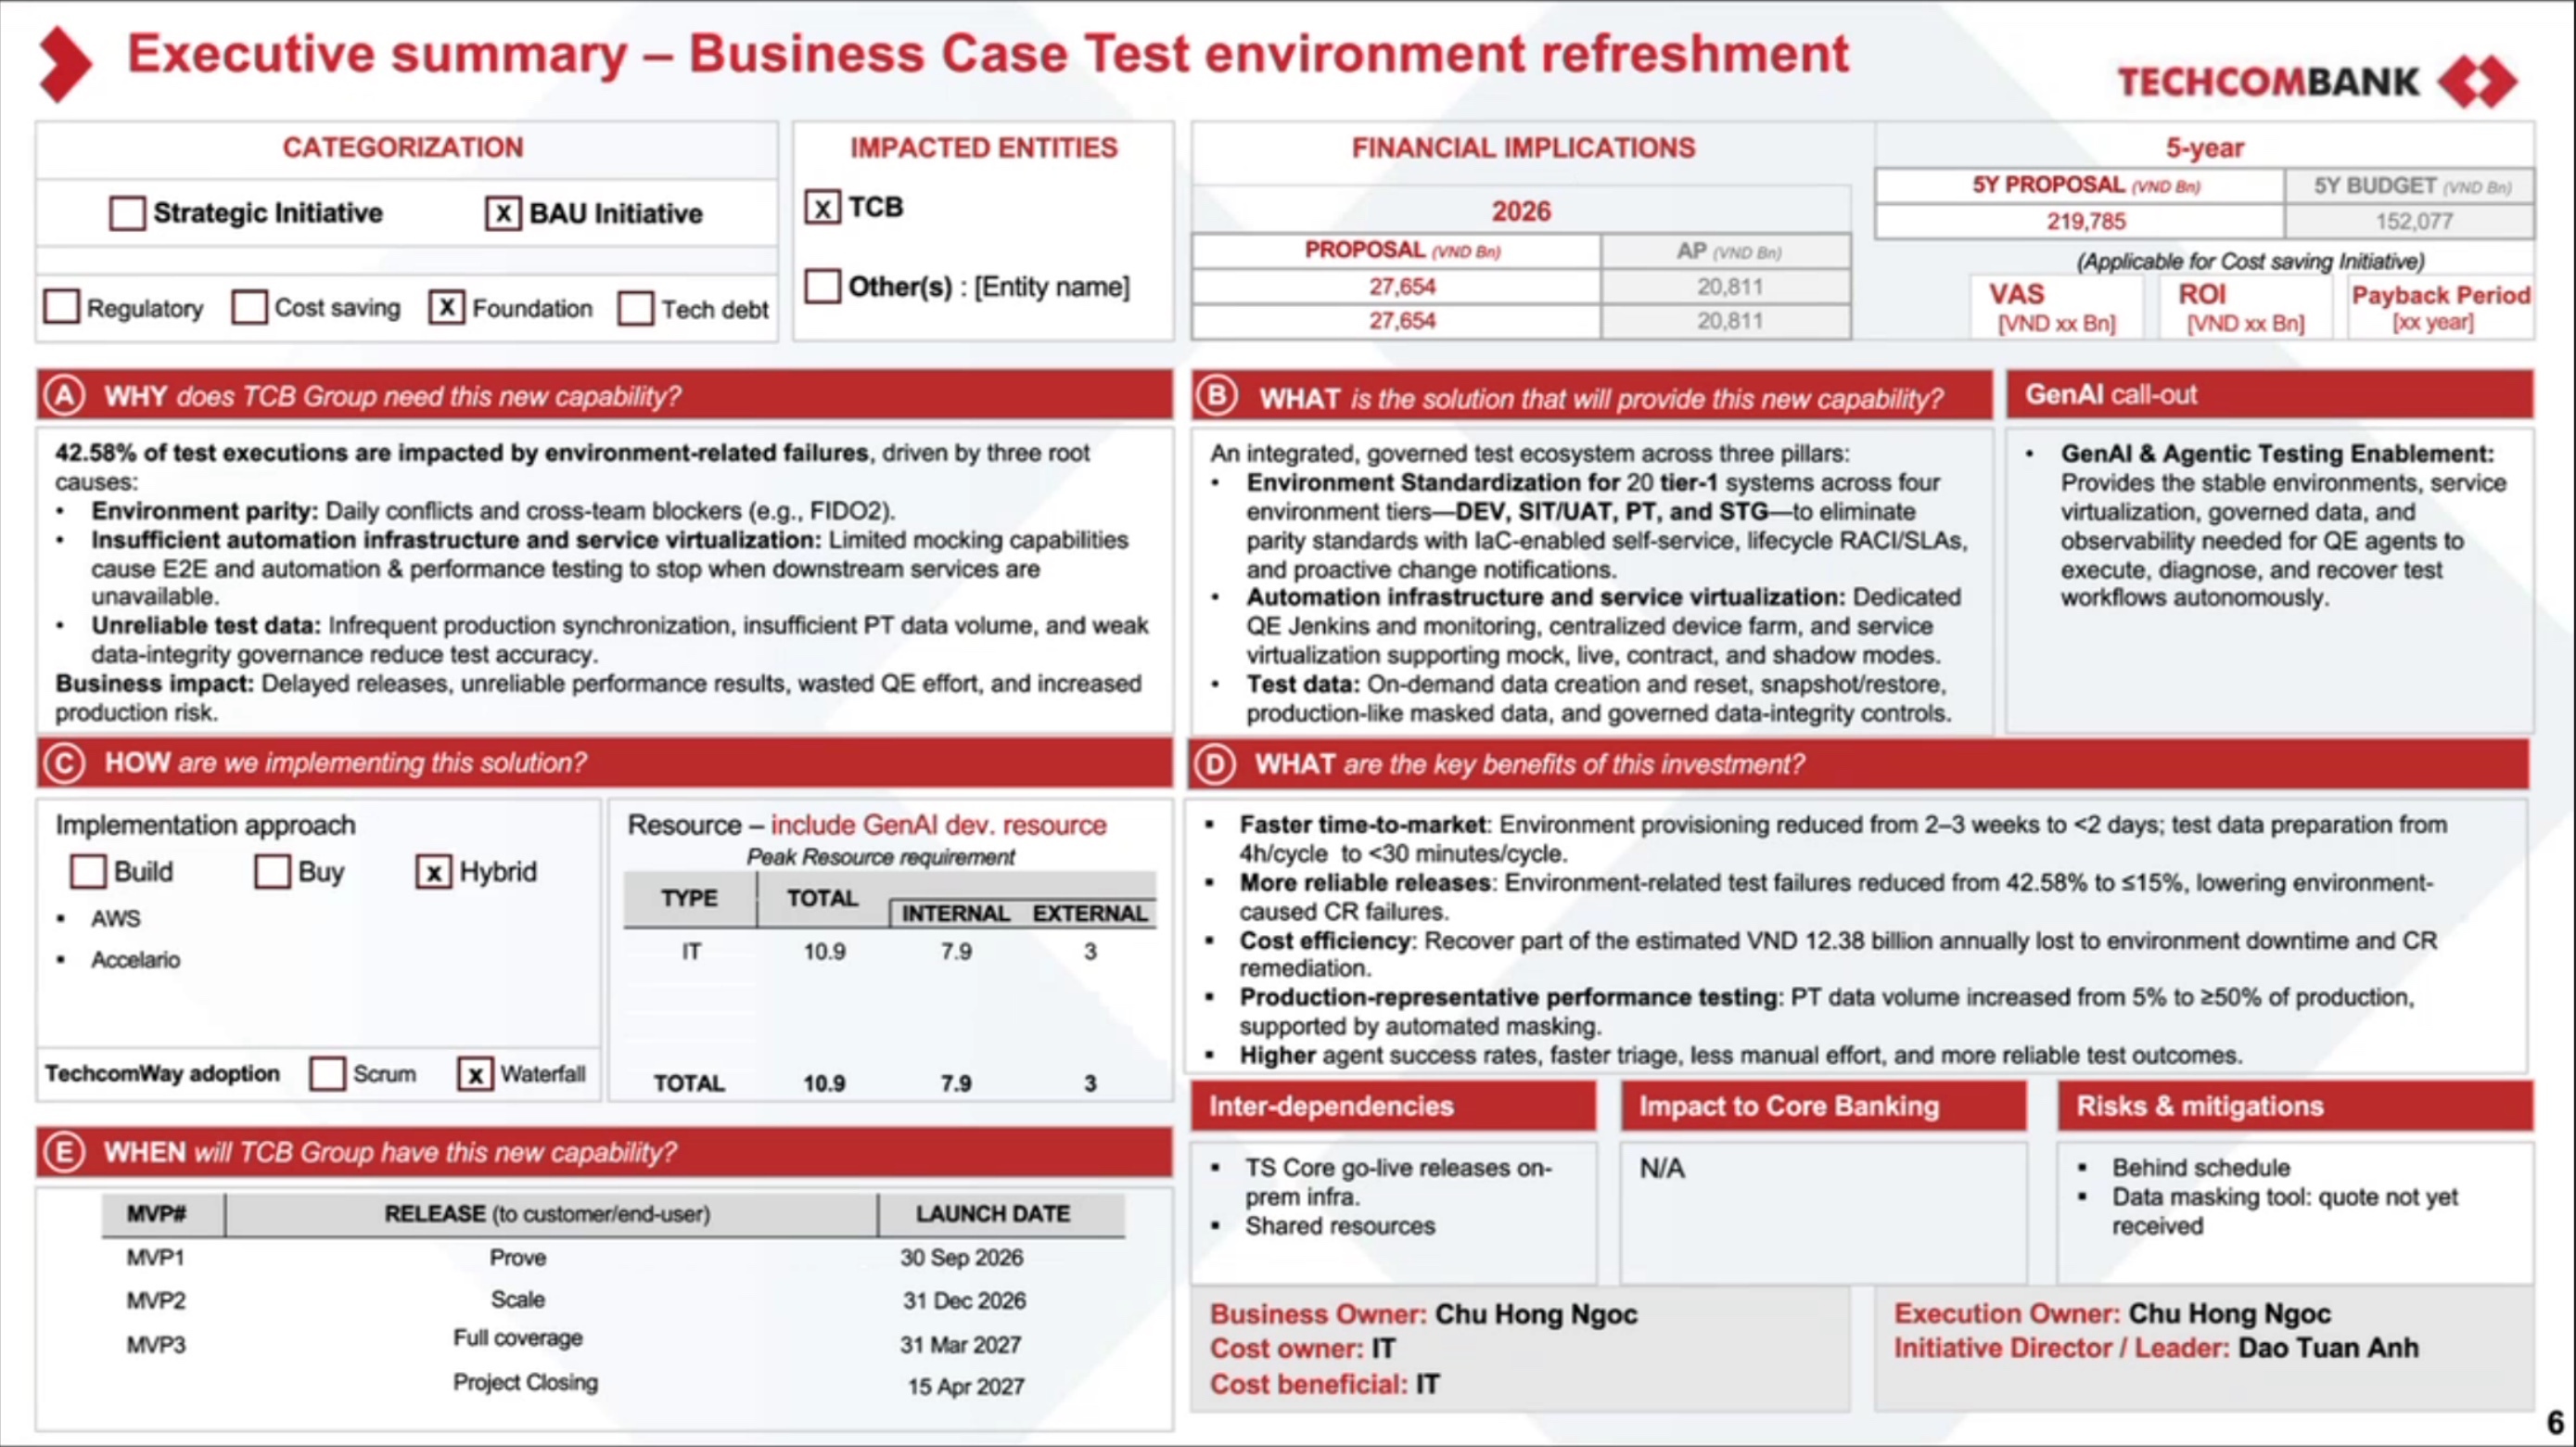 Executive summary – Business Case Test environment refreshment
TECHCOMBANK
CATEGORIZATION
Strategic Initiative
X BAU Initiative
Regulatory
Cost saving
X Foundation
Tech debt
IMPACTED ENTITIES
X TCB
Other(s) : [Entity name]
FINANCIAL IMPLICATIONS
2026
PROPOSAL (VND Bn) AP (VND Bn)
27,654 20,811
27,654 20,811
5-year
5Y PROPOSAL (VND Bn) 5Y BUDGET (VND Bn)
219,785 152,077
(Applicable for Cost saving Initiative)
VAS
[VND xx Bn]
ROI
[VND xx Bn]
Payback Period
[xx year]
A WHY does TCB Group need this new capability?
42.58% of test executions are impacted by environment-related failures, driven by three root
causes:
• Environment parity: Daily conflicts and cross-team blockers (e.g., FIDO2).
• Insufficient automation infrastructure and service virtualization: Limited mocking capabilities
cause E2E and automation & performance testing to stop when downstream services are
unavailable.
• Unreliable test data: Infrequent production synchronization, insufficient PT data volume, and weak
data-integrity governance reduce test accuracy.
Business impact: Delayed releases, unreliable performance results, wasted QE effort, and increased
production risk.
B WHAT is the solution that will provide this new capability?
An integrated, governed test ecosystem across three pillars:
• Environment Standardization for 20 tier-1 systems across four
environment tiers—DEV, SIT/UAT, PT, and STG—to eliminate
parity standards with IaC-enabled self-service, lifecycle RACI/SLAs,
and proactive change notifications.
• Automation infrastructure and service virtualization: Dedicated
QE Jenkins and monitoring, centralized device farm, and service
virtualization supporting mock, live, contract, and shadow modes.
• Test data: On-demand data creation and reset, snapshot/restore,
production-like masked data, and governed data-integrity controls.
GenAI call-out
• GenAI & Agentic Testing Enablement:
Provides the stable environments, service
virtualization, governed data, and
observability needed for QE agents to
execute, diagnose, and recover test
workflows autonomously.
C HOW are we implementing this solution?
Implementation approach
Build
Buy
x Hybrid
▪ AWS
▪ Accelario
TechcomWay adoption
Scrum
x Waterfall
Resource – include GenAI dev. resource
Peak Resource requirement
TYPE TOTAL INTERNAL EXTERNAL
IT 10.9 7.9 3
TOTAL 10.9 7.9 3
D WHAT are the key benefits of this investment?
▪ Faster time-to-market: Environment provisioning reduced from 2–3 weeks to <2 days; test data preparation from
4h/cycle to <30 minutes/cycle.
▪ More reliable releases: Environment-related test failures reduced from 42.58% to ≤15%, lowering environment-
caused CR failures.
▪ Cost efficiency: Recover part of the estimated VND 12.38 billion annually lost to environment downtime and CR
remediation.
▪ Production-representative performance testing: PT data volume increased from 5% to ≥50% of production,
supported by automated masking.
▪ Higher agent success rates, faster triage, less manual effort, and more reliable test outcomes.
E WHEN will TCB Group have this new capability?
MVP# RELEASE (to customer/end-user) LAUNCH DATE
MVP1 Prove 30 Sep 2026
MVP2 Scale 31 Dec 2026
MVP3 Full coverage 31 Mar 2027
Project Closing 15 Apr 2027
Inter-dependencies
▪ TS Core go-live releases on-
prem infra.
▪ Shared resources
Impact to Core Banking
N/A
Risks & mitigations
▪ Behind schedule
▪ Data masking tool: quote not yet
received
Business Owner: Chu Hong Ngoc
Cost owner: IT
Cost beneficial: IT
Execution Owner: Chu Hong Ngoc
Initiative Director / Leader: Dao Tuan Anh
6